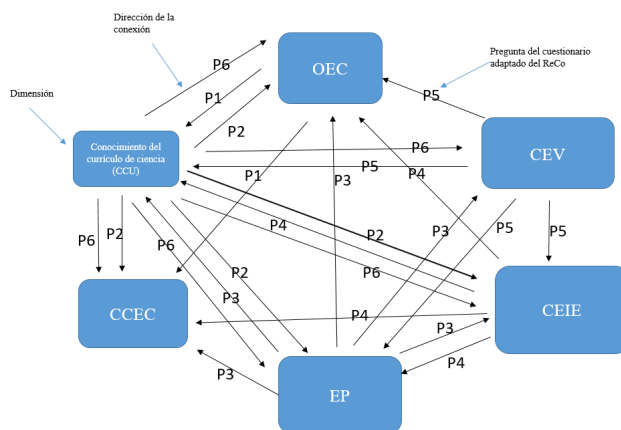 Dirección de la
conexión
P6
OEC
Pregunta del cuestionario
adaptado del ReCo
Dimensión
P1
P5
P2
Conocimiento del
currículo de ciencia
(CCU)
P6
CEV
P5
P1
P3
P4
P4
P2
P3
P5
P5
P6
P2
P6
P2
P6
P3
CCEC
P4
P3
CEIE
P4
P3
EP